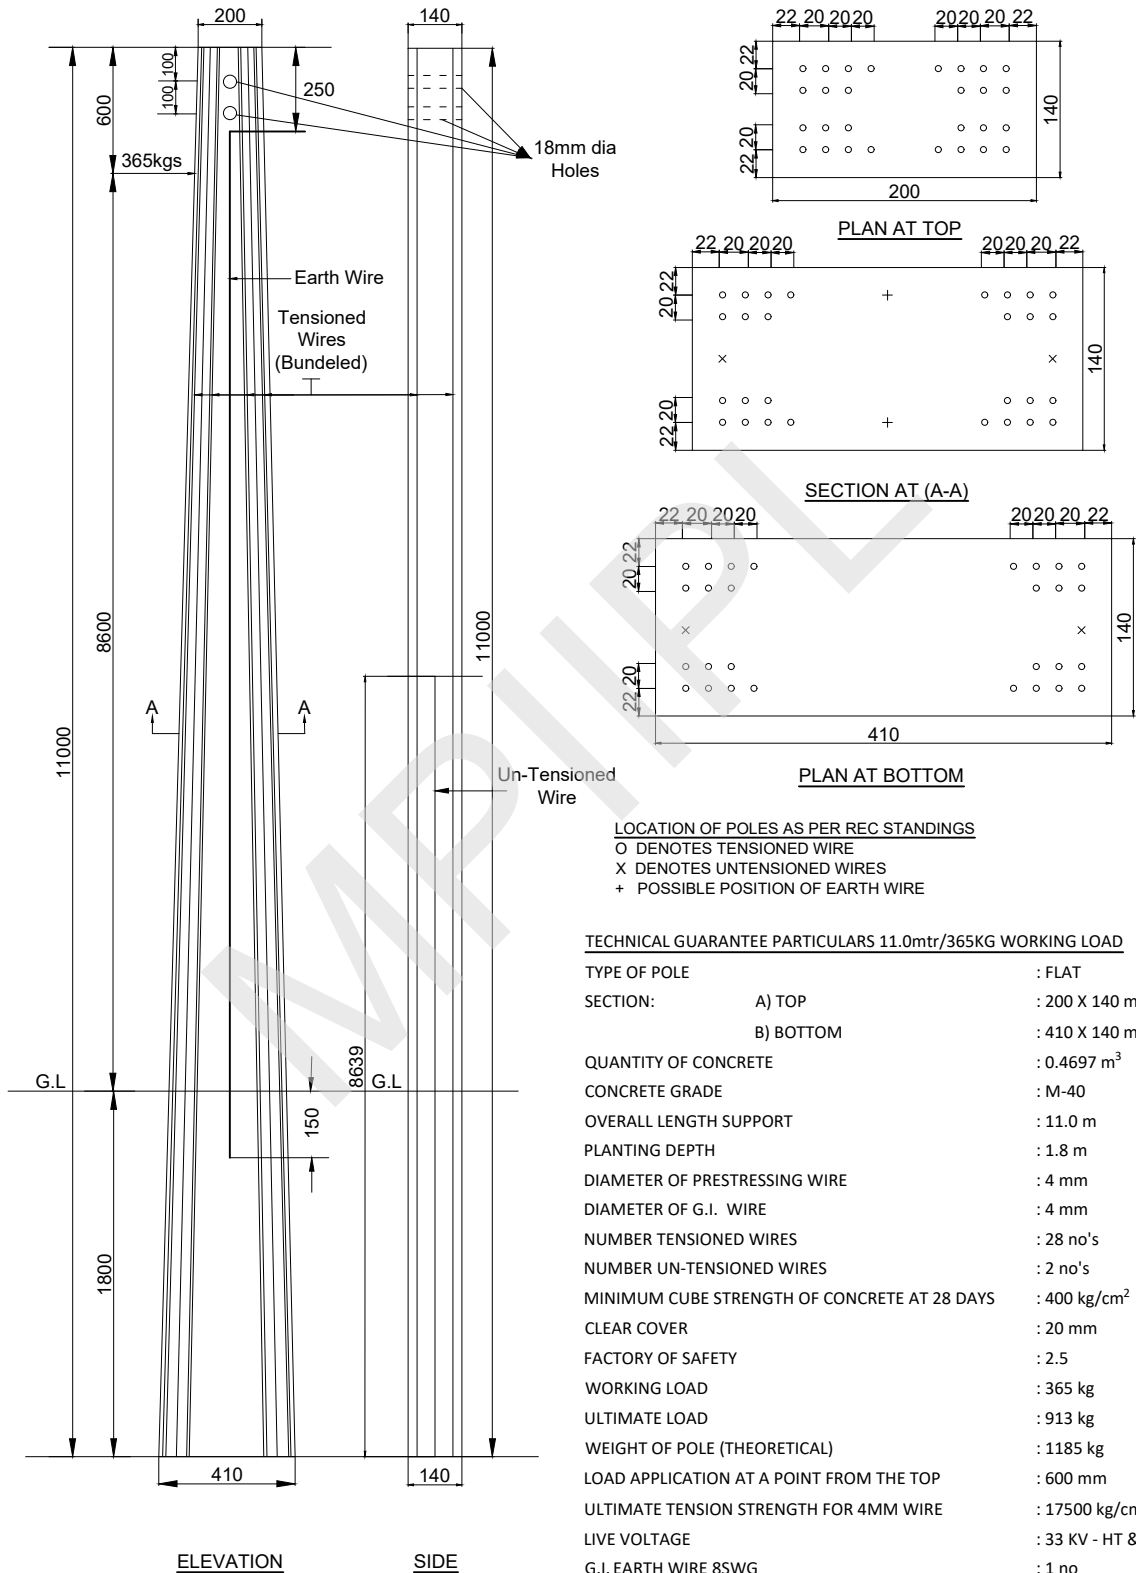 200
140
100
100
600
250
365kgs
18mm dia
Holes
Earth Wire
Tensioned
Wires
(Bundeled)
8600
11000
11000
A
A
Un-Tensioned
Wire
8639
G.L
G.L
150
1800
410
140
ELEVATION
SIDE
22 20 20 20 20 20 20 22
22
20
20
22
140
200
PLAN AT TOP
22 20 20 20 20 20 20 22
22
20
20
22
140
SECTION AT (A-A)
22 20 20 20 20 20 20 22
22
20
20
22
140
410
PLAN AT BOTTOM
MPIPL
LOCATION OF POLES AS PER REC STANDINGS
O DENOTES TENSIONED WIRE
X DENOTES UNTENSIONED WIRES
+ POSSIBLE POSITION OF EARTH WIRE
TECHNICAL GUARANTEE PARTICULARS 11.0mtr/365KG WORKING LOAD
TYPE OF POLE : FLAT
SECTION: A) TOP : 200 X 140 m
B) BOTTOM : 410 X 140 m
QUANTITY OF CONCRETE : 0.4697 m³
CONCRETE GRADE : M-40
OVERALL LENGTH SUPPORT : 11.0 m
PLANTING DEPTH : 1.8 m
DIAMETER OF PRESTRESSING WIRE : 4 mm
DIAMETER OF G.I. WIRE : 4 mm
NUMBER TENSIONED WIRES : 28 no's
NUMBER UN-TENSIONED WIRES : 2 no's
MINIMUM CUBE STRENGTH OF CONCRETE AT 28 DAYS : 400 kg/cm²
CLEAR COVER : 20 mm
FACTORY OF SAFETY : 2.5
WORKING LOAD : 365 kg
ULTIMATE LOAD : 913 kg
WEIGHT OF POLE (THEORETICAL) : 1185 kg
LOAD APPLICATION AT A POINT FROM THE TOP : 600 mm
ULTIMATE TENSION STRENGTH FOR 4MM WIRE : 17500 kg/cm
LIVE VOLTAGE : 33 KV - HT &
G.I. EARTH WIRE 8SWG : 1 no